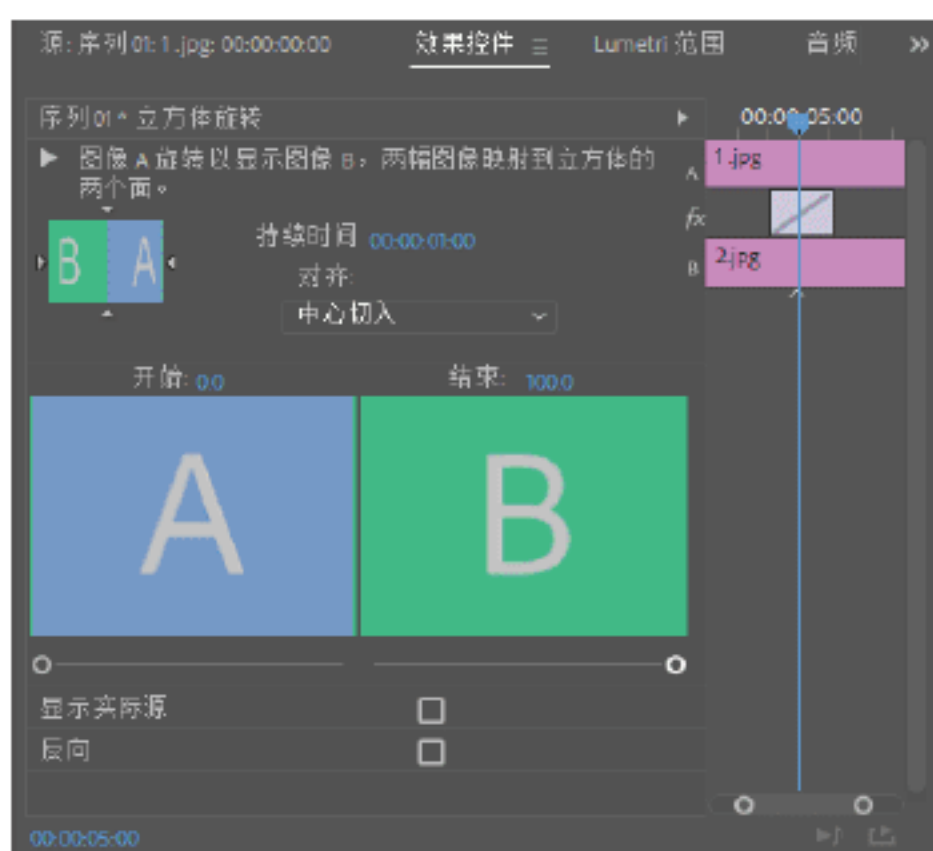 源: 序列 01: 1.jpg: 00:00:00:00 效果控件 Lumetri 范围 音频 »
序列 01 * 立方体旋转 00:00:05:00
图像 A 旋转以显示图像 B，两幅图像映射到立方体的
两个面。
A 1.jpg
fx
B 2.jpg
B A
持续时间 00:00:01:00
对齐:
中心切入
开始: 0.0 结束: 100.0
A B
显示实际源
反向
00:00:05:00